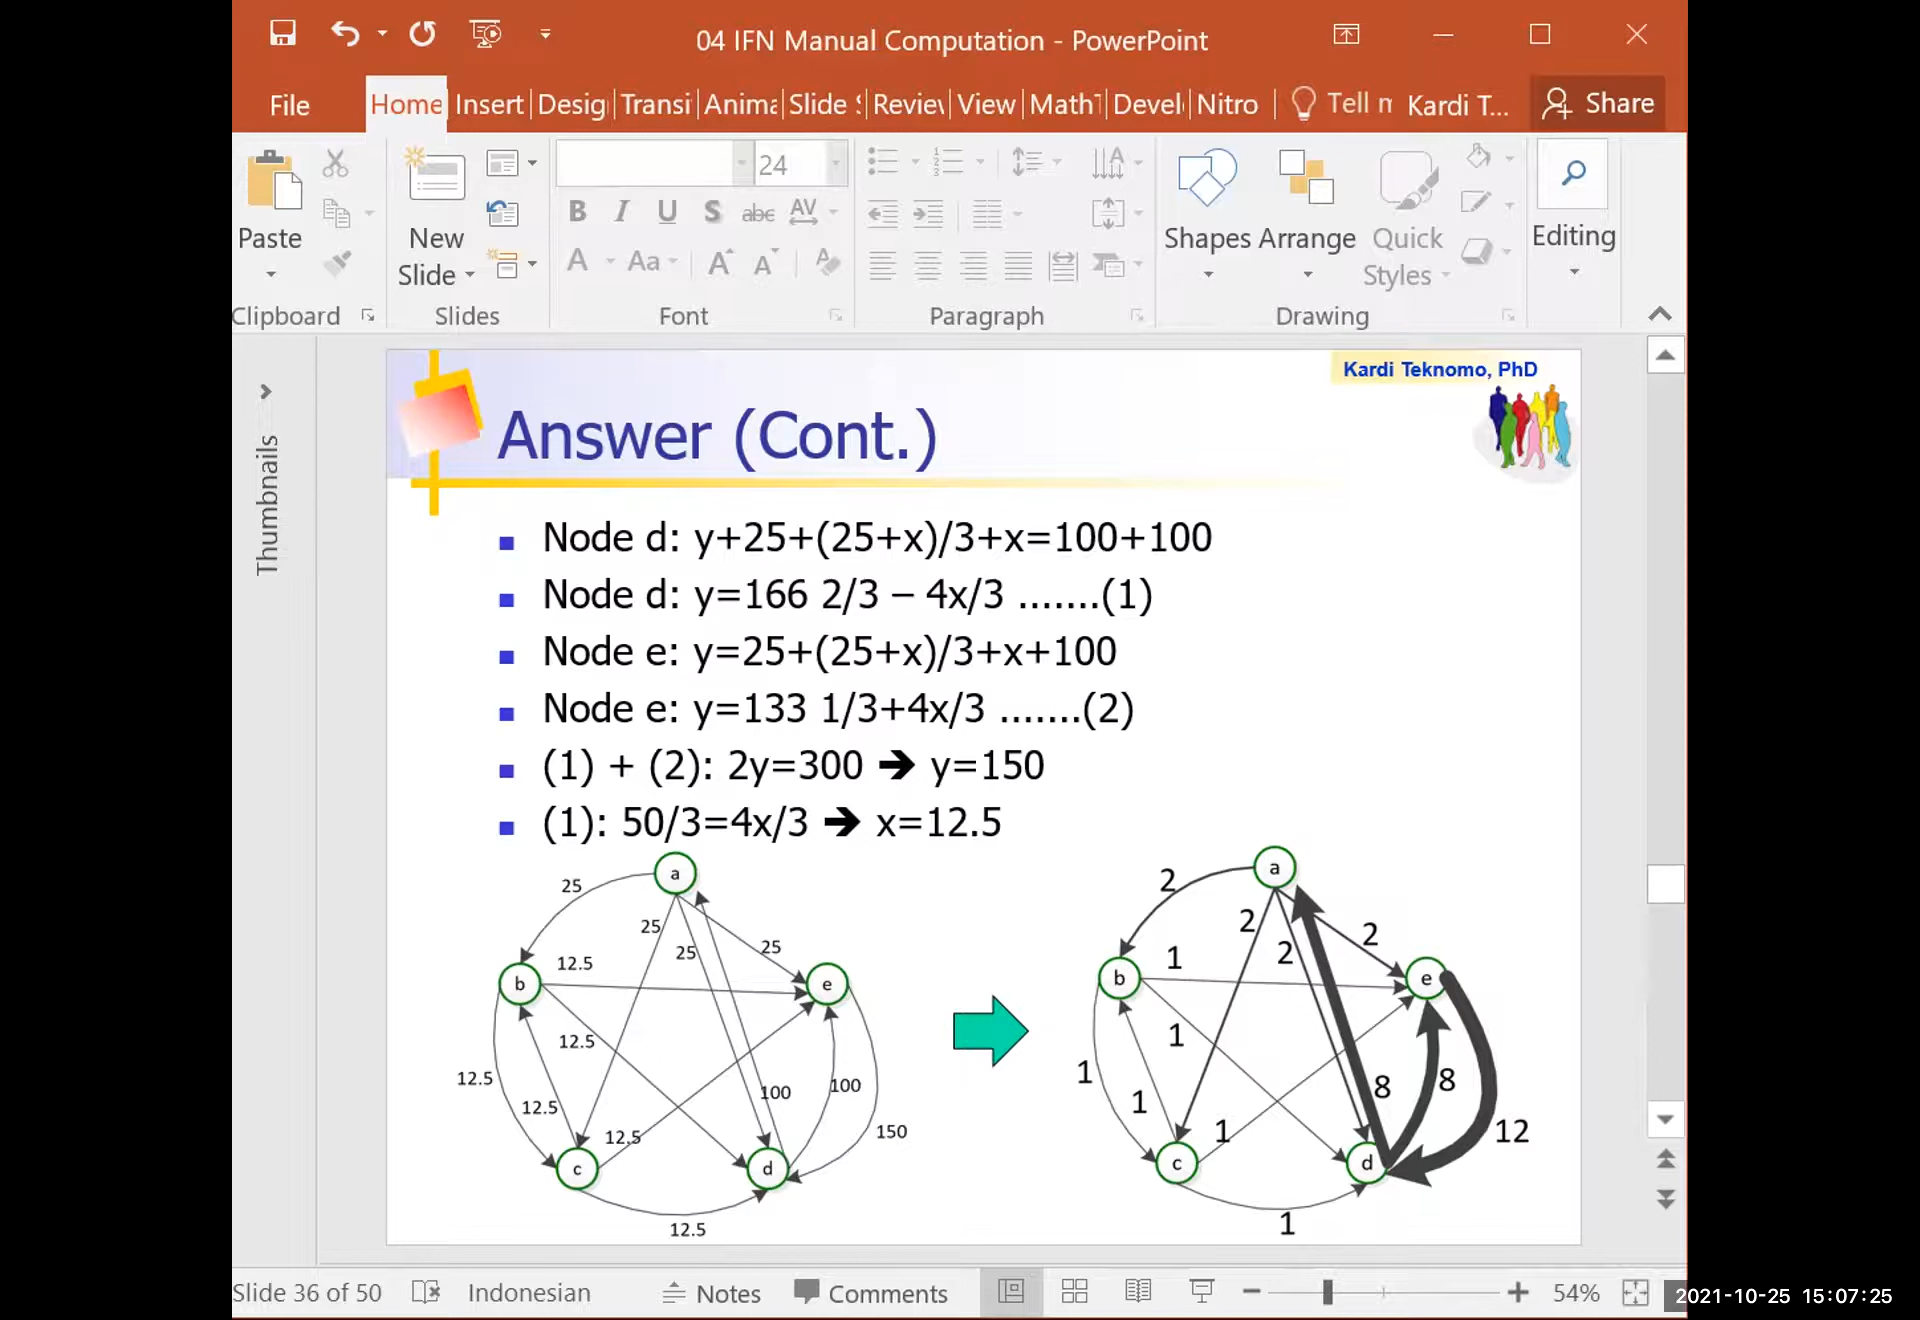 04 IFN Manual Computation - PowerPoint
File Home Insert Desig Transi Anima Slide Review View Math Devel Nitro Tell m Kardi T... Share
24
B I U S abc AV
Paste New Slide A Aa A A Shapes Arrange Quick Styles Editing
Clipboard Slides Font Paragraph Drawing
Thumbnails
Kardi Teknomo, PhD
Answer (Cont.)
Node d: y+25+(25+x)/3+x=100+100
Node d: y=166 2/3 – 4x/3 .......(1)
Node e: y=25+(25+x)/3+x+100
Node e: y=133 1/3+4x/3 .......(2)
(1) + (2): 2y=300 ➔ y=150
(1): 50/3=4x/3 ➔ x=12.5
a
25
25
25
25
b
12.5
e
12.5
12.5
12.5
100
100
150
12.5
c
d
12.5
a
2
2
2
2
b
1
e
1
1
1
8
8
12
1
c
d
1
Slide 36 of 50 Indonesian Notes Comments 54%
2021-10-25 15:07:25